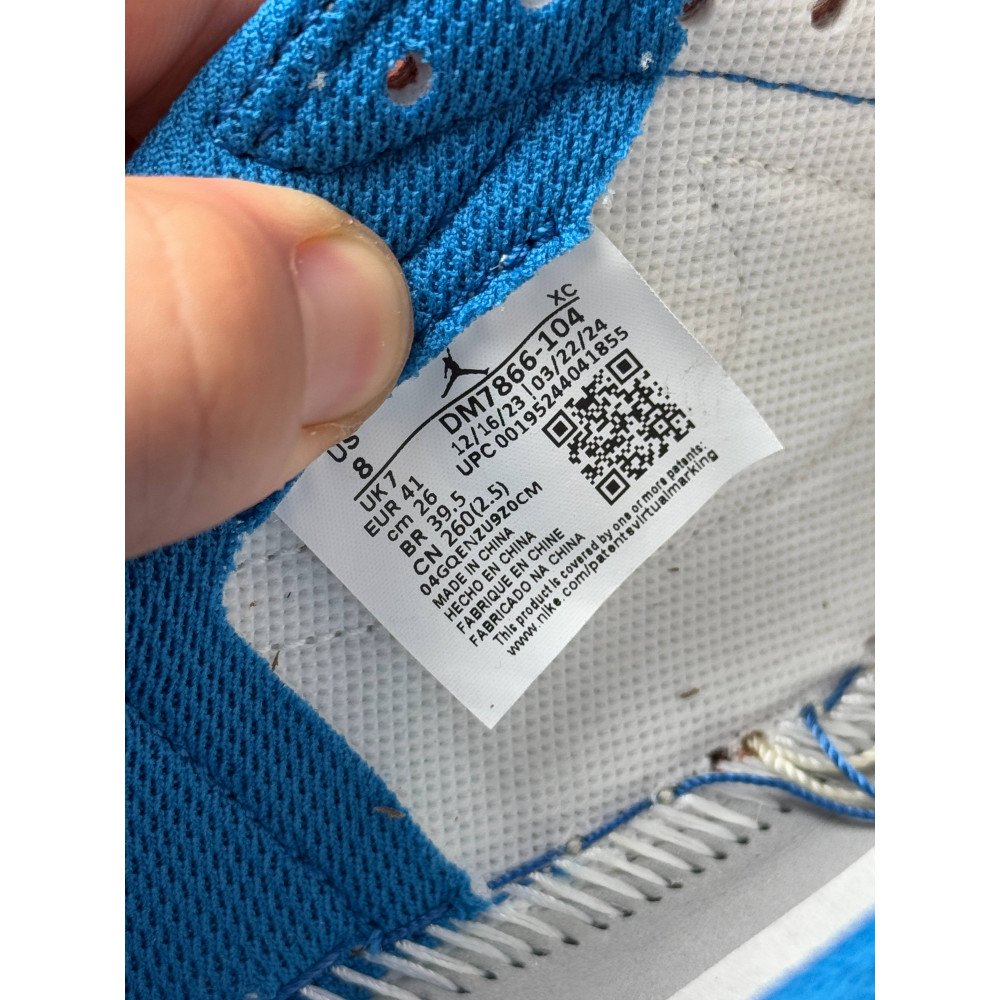 XC
DM7866-104
12/16/23 | 03/22/24
UPC 00195244041855
US
8
UK 7
EUR 41
cm 26
BR 39.5
CN 260(2.5)
04GQENZU9Z0CM
MADE IN CHINA
HECHO EN CHINA
FABRIQUE EN CHINE
FABRICADO NA CHINA
This product is covered by one or more patents:
www.nike.com/patentsvirtualmarking